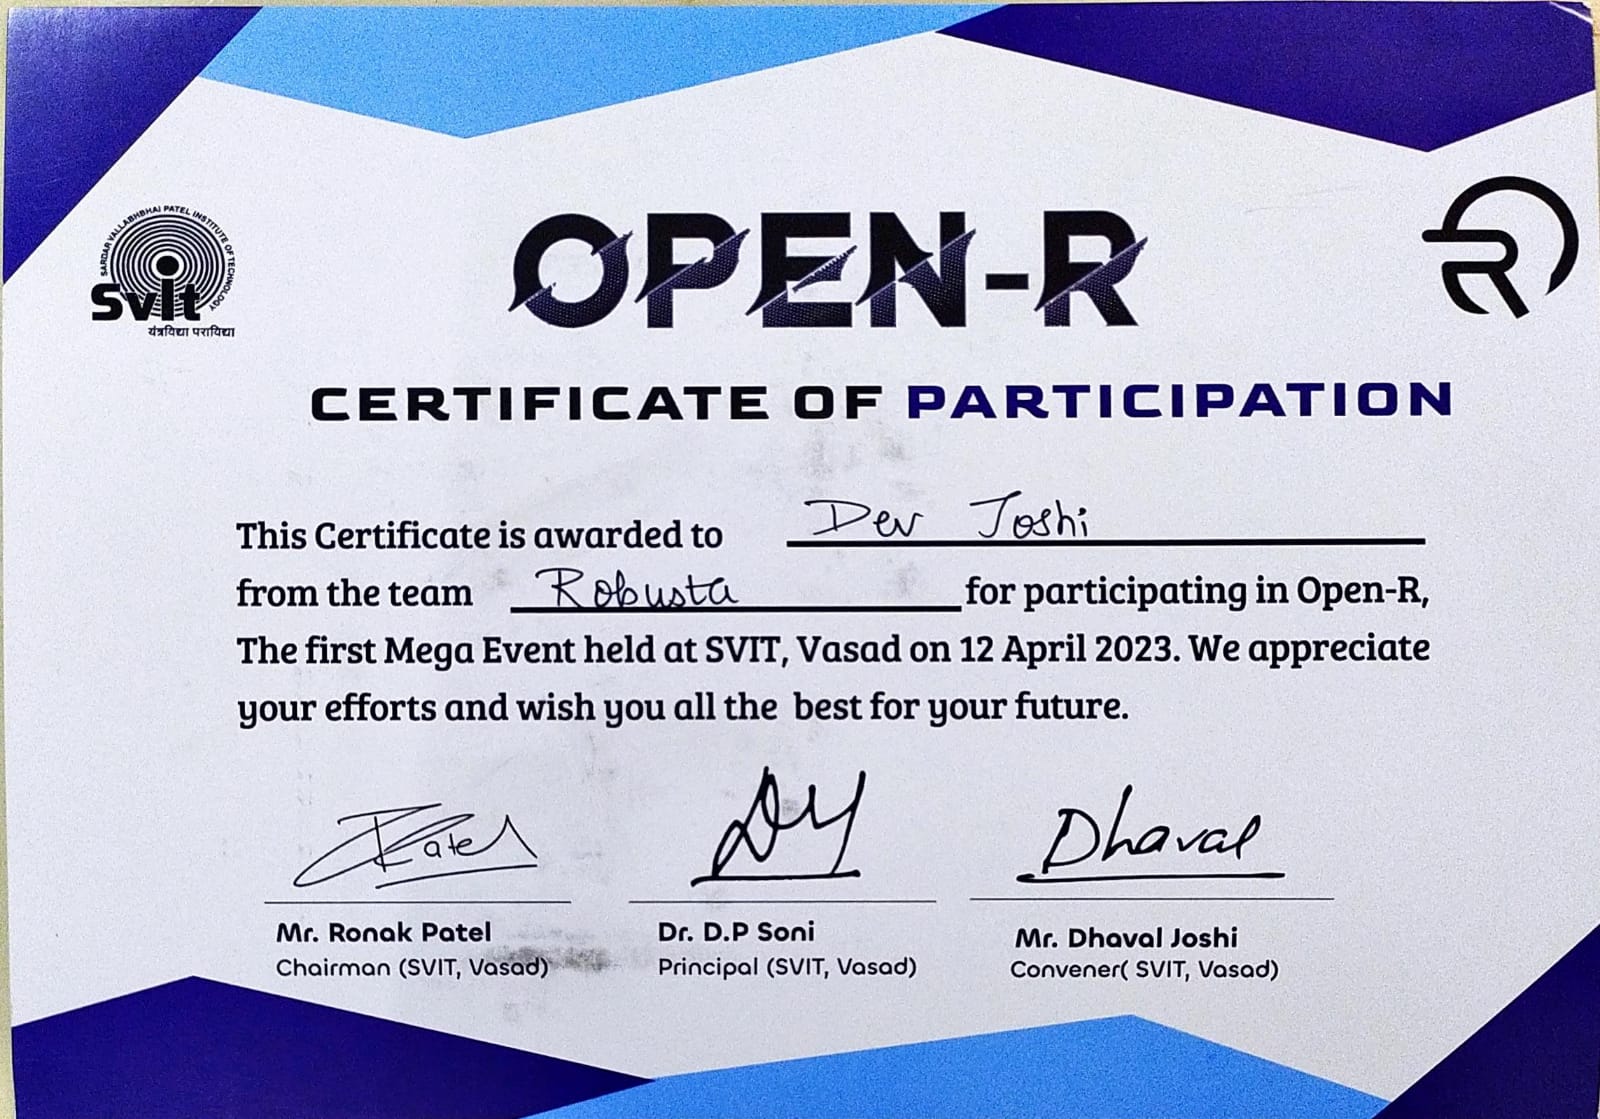 SARDAR VALLABHBHAI PATEL INSTITUTE OF TECHNOLOGY
Svit
यंत्रविद्या पराविद्या
OPEN-R
R
CERTIFICATE OF PARTICIPATION
This Certificate is awarded to Dev Joshi
from the team Robusta for participating in Open-R,
The first Mega Event held at SVIT, Vasad on 12 April 2023. We appreciate
your efforts and wish you all the best for your future.
RPatel
Dhaval
Mr. Ronak Patel Dr. D.P Soni Mr. Dhaval Joshi
Chairman (SVIT, Vasad) Principal (SVIT, Vasad) Convener( SVIT, Vasad)